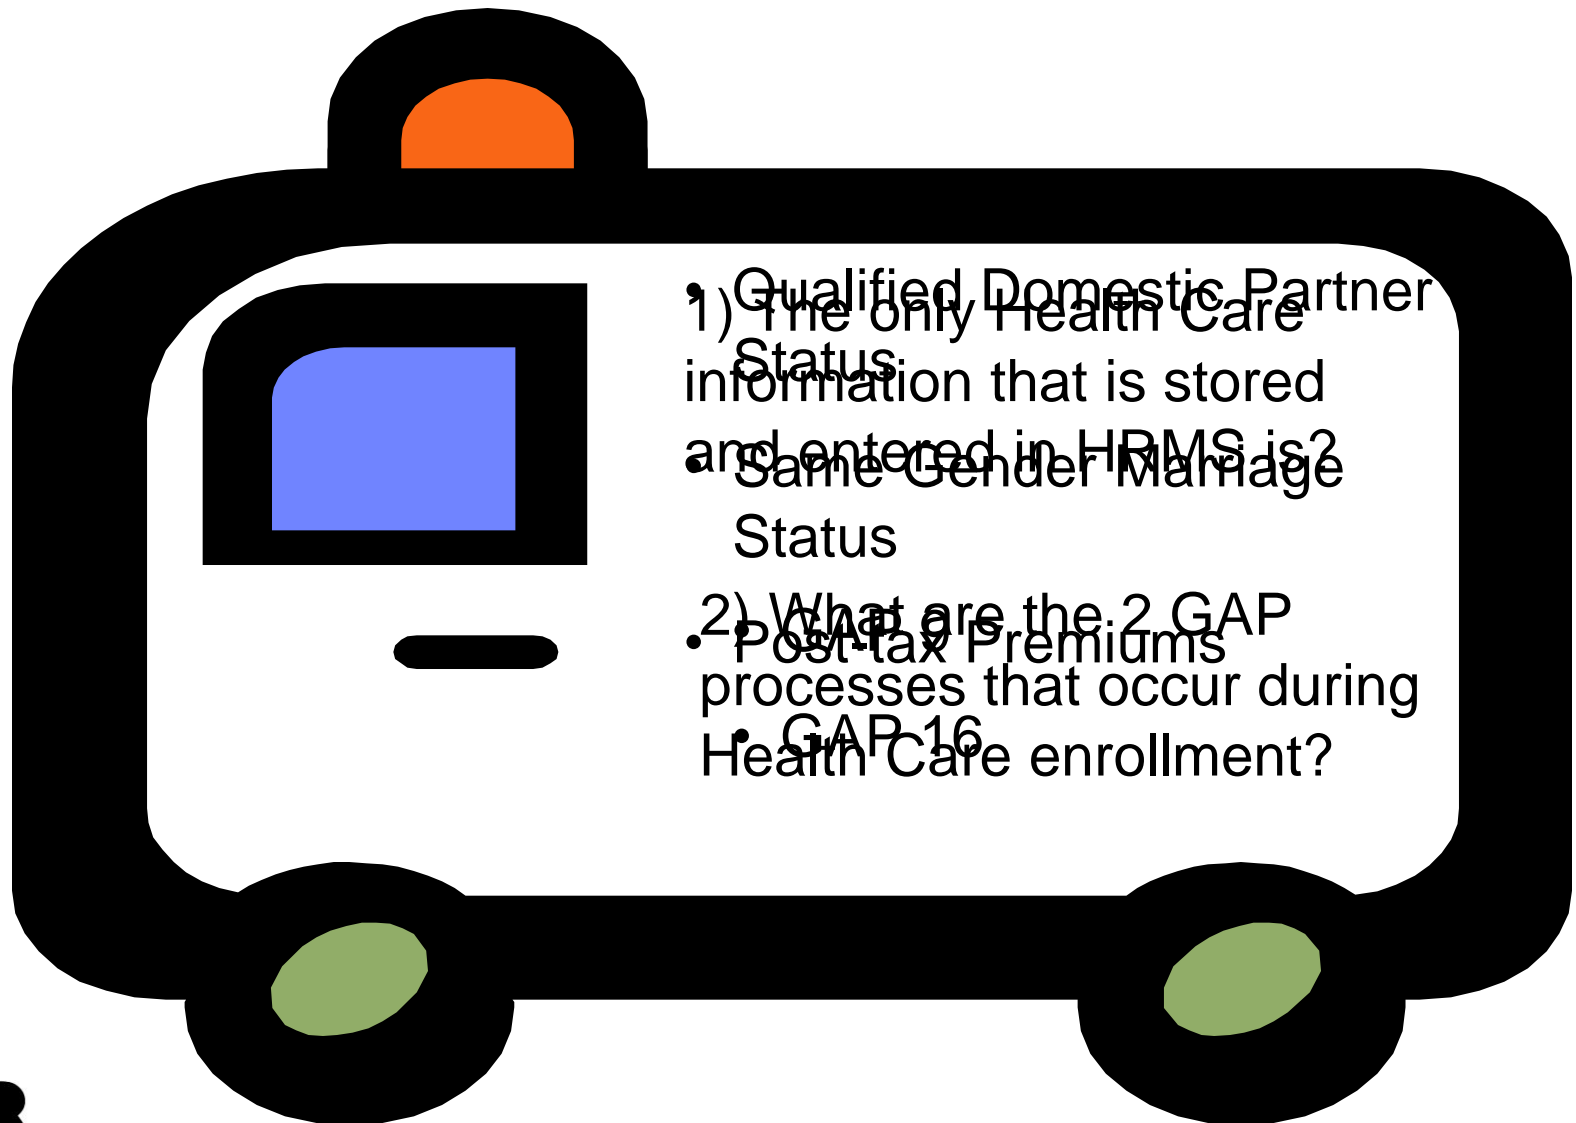 1) The only Health Care
information that is stored
and entered in HRMS is?
• Qualified Domestic Partner
Status
• Same Gender Marriage
Status
• Post-tax Premiums
2) What are the 2 GAP
processes that occur during
Health Care enrollment?
• GAP 9
• GAP 16